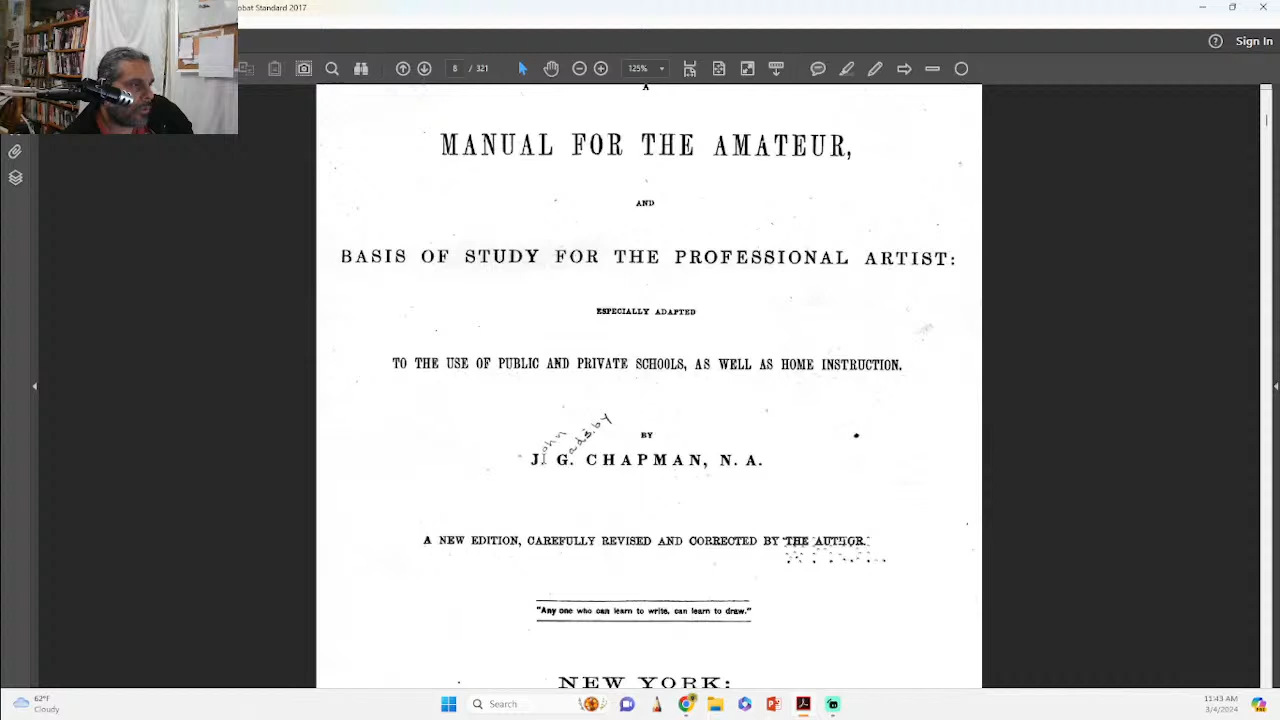 obat Standard 2017
Sign In
8 / 321
125%
A
MANUAL FOR THE AMATEUR,
AND
BASIS OF STUDY FOR THE PROFESSIONAL ARTIST:
ESPECIALLY ADAPTED
TO THE USE OF PUBLIC AND PRIVATE SCHOOLS, AS WELL AS HOME INSTRUCTION.
BY
ohn adsby
J. G. CHAPMAN, N. A.
A NEW EDITION, CAREFULLY REVISED AND CORRECTED BY THE AUTHOR.
"Any one who can learn to write, can learn to draw."
NEW YORK:
62°F
Cloudy
Search
11:43 AM
3/4/2024